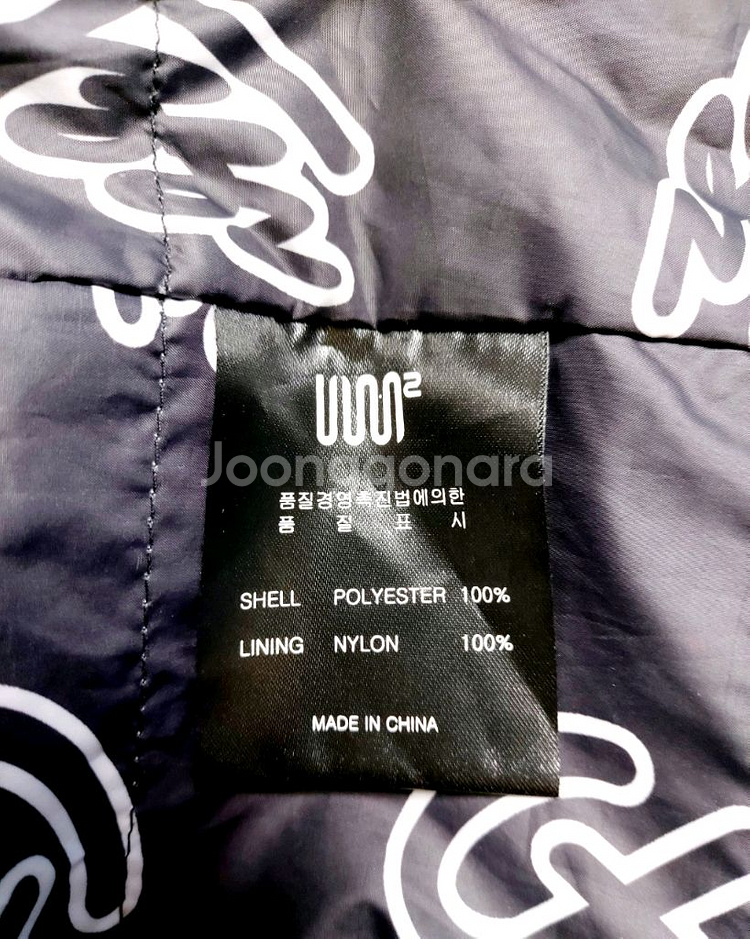 Joonggonara
품질경영촉진법에의한
품 질 표 시
SHELL POLYESTER 100%
LINING NYLON 100%
MADE IN CHINA